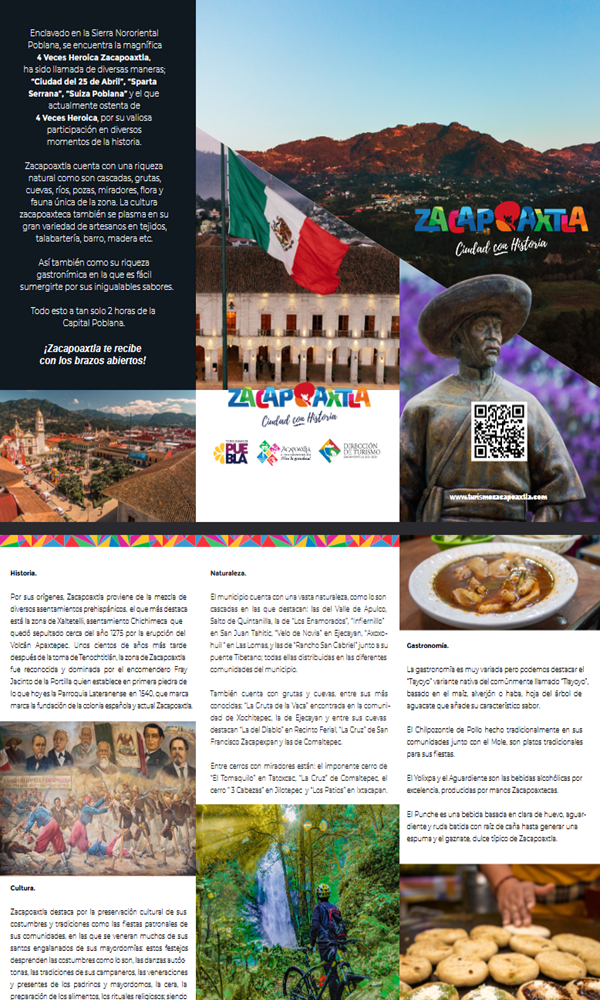 Enclavado en la Sierra Nororiental
Poblana, se encuentra la magnífica
4 Veces Heroica Zacapoaxtla,
ha sido llamada de diversas maneras;
"Ciudad del 25 de Abril", "Sparta
Serrana", "Suiza Poblana" y el que
actualmente ostenta de
4 Veces Heroica, por su valiosa
participación en diversos
momentos de la historia.
Zacapoaxtla cuenta con una riqueza
natural como son cascadas, grutas,
cuevas, ríos, pozas, miradores, flora y
fauna única de la zona. La cultura
zacapoaxteca también se plasma en su
gran variedad de artesanos en tejidos,
talabartería, barro, madera etc.
Así también como su riqueza
gastronímica en la que es fácil
sumergirte por sus inigualables sabores.
Todo esto a tan solo 2 horas de la
Capital Poblana.
¡Zacapoaxtla te recibe
con los brazos abiertos!
ZACAPOAXTLA
Ciudad con Historia
PUEBLA
DIRECCIÓN
DE TURISMO
ZACAPOAXTLA
Ciudad con Historia
www.turismozacapoaxtla.com
Historia.
Por sus orígenes, Zacapoaxtla proviene de la mezcla de
diversos asentamientos prehispánicos, el que más destaca
está la zona de Xaltetelli, asentamiento Chichimeca que
quedó sepultado cerca del año 1275 por la erupción del
Volcán Apaxtepec. Unos cientos de años más tarde
después de la toma de Tenochtitlán, la zona de Zacapoaxtla
fue reconocida y dominada por el encomendero Fray
Jacinto de la Portilla quien establece en primera piedra de
lo que hoy es la Parroquia Lateranense en 1540, que marca
marca la fundación de la colonia española y actual Zacapoaxtla.
Cultura.
Zacapoaxtla destaca por la preservación cultural de sus
costumbres y tradiciones como las fiestas patronales de
sus comunidades, en las que se veneran muchos de sus
santos engalanados de sus mayordomías: estos festejos
desprenden las costumbres como lo son, las danzas autó-
tonas, las tradiciones de sus campaneros, las veneraciones
y presentes de los padrinos y mayordomos, la cera, la
preparación de los alimentos, los rituales religiosos; siendo
Naturaleza.
El municipio cuenta con una vasta naturaleza, como lo son
cascadas en las que destacan: las del Valle de Apulco,
Salto de Quintanilla, la de "Los Enamorados", "Infiernillo"
en San Juan Tahitic, "Velo de Novia" en Ejecayan, "Axoxo-
huil" en Las Lomas, y las de "Rancho San Gabriel" junto a su
puente Tibetano; todas ellas distribuidas en las diferentes
comunidades del municipio.
También cuenta con grutas y cuevas, entre sus más
conocidas; "La Gruta de la Vaca" encontrada en la comuni-
dad de Xochitepec, la de Ejecayan y entre sus cuevas
destacan "La del Diablo" en Recinto Ferial, "La Cruz" de San
Francisco Zacapexpan y las de Comaltepec.
Entre cerros con miradores están: el imponente cerro de
"El Tomaquilo" en Tatoxcac, "La Cruz" de Comaltepec, el
cerro " 3 Cabezas" en Jilotepec y "Los Patios" en Ixtacapan.
Gastronomía.
La gastronomía es muy variada pero podemos destacar el
"Tayoyo" variante nativa del comúnmente llamado "Tlayoyo",
basado en el maíz, alverjón o haba, hoja del árbol de
aguacate que añade su característico sabor.
El Chilpozontle de Pollo hecho tradicionalmente en sus
comunidades junto con el Mole, son platos tradicionales
para sus fiestas.
El Yolixpa y el Aguardiente son las bebidas alcohólicas por
excelencia, producidas por manos Zacapoaxtecas.
El Punche es una bebida basada en clara de huevo, aguar-
diente y ruda batida con raíz de caña hasta generar una
espuma y el gaznate, dulce típico de Zacapoaxtla.